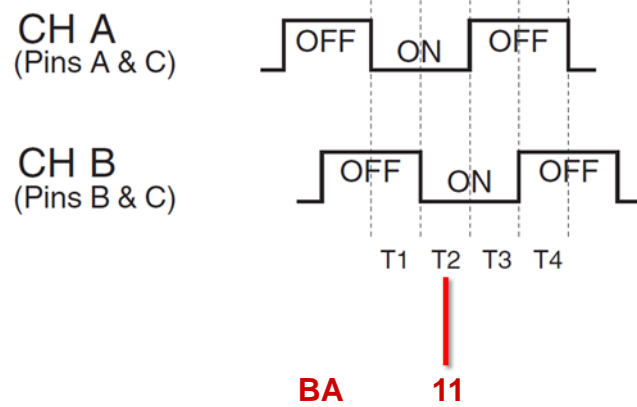 CH A
(Pins A & C)
OFF ON OFF
CH B
(Pins B & C)
OFF ON OFF
T1 T2 T3 T4
BA 11